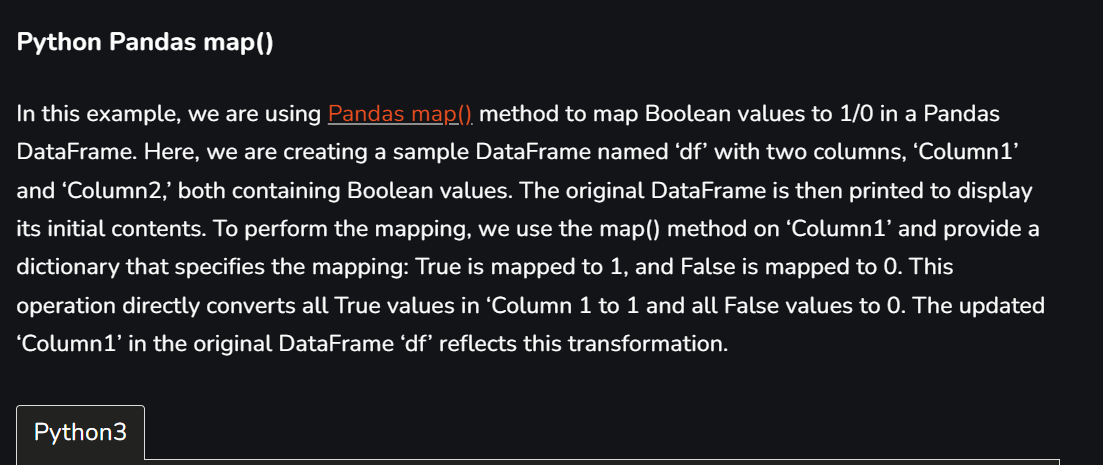 Python Pandas map()
In this example, we are using Pandas map() method to map Boolean values to 1/0 in a Pandas
DataFrame. Here, we are creating a sample DataFrame named ‘df’ with two columns, ‘Column1’
and ‘Column2,’ both containing Boolean values. The original DataFrame is then printed to display
its initial contents. To perform the mapping, we use the map() method on ‘Column1’ and provide a
dictionary that specifies the mapping: True is mapped to 1, and False is mapped to 0. This
operation directly converts all True values in ‘Column 1 to 1 and all False values to 0. The updated
‘Column1’ in the original DataFrame ‘df’ reflects this transformation.
Python3